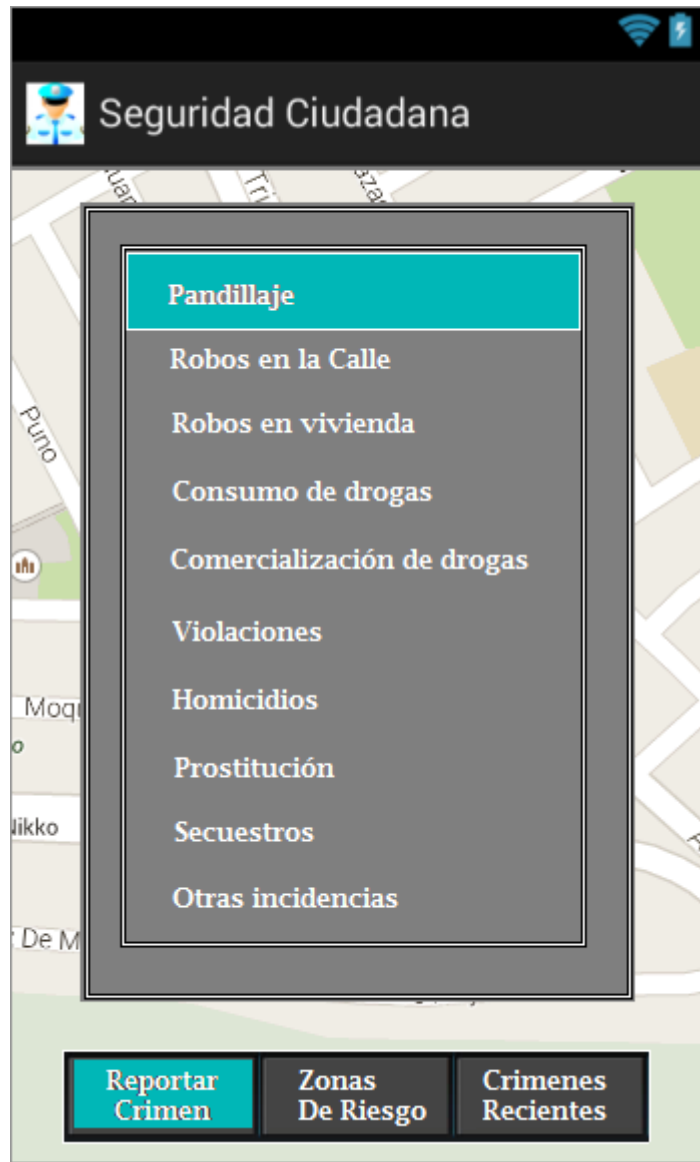 Seguridad Ciudadana
Puno
Pandillaje
Robos en la Calle
Robos en vivienda
Consumo de drogas
Comercialización de drogas
Violaciones
Homicidios
Prostitución
Secuestros
Otras incidencias
Nikko
De M
Reportar
Crimen
Zonas
De Riesgo
Crimenes
Recientes